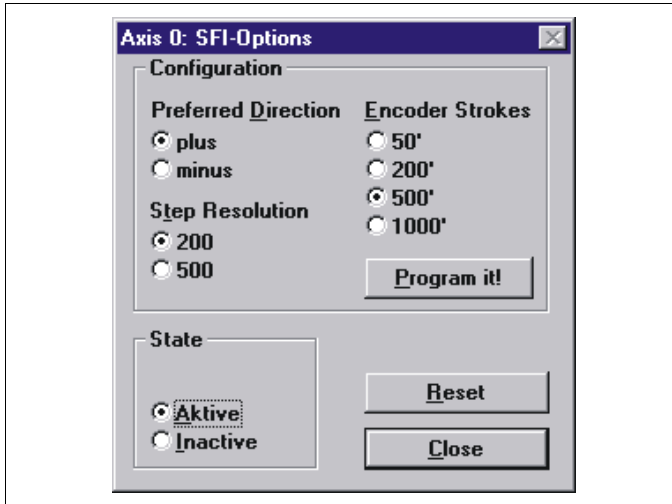 Axis 0: SFI-Options
Configuration
Preferred Direction
plus
minus
Step Resolution
200
500
Encoder Strokes
50'
200'
500'
1000'
Program it!
State
Aktive
Inactive
Reset
Close